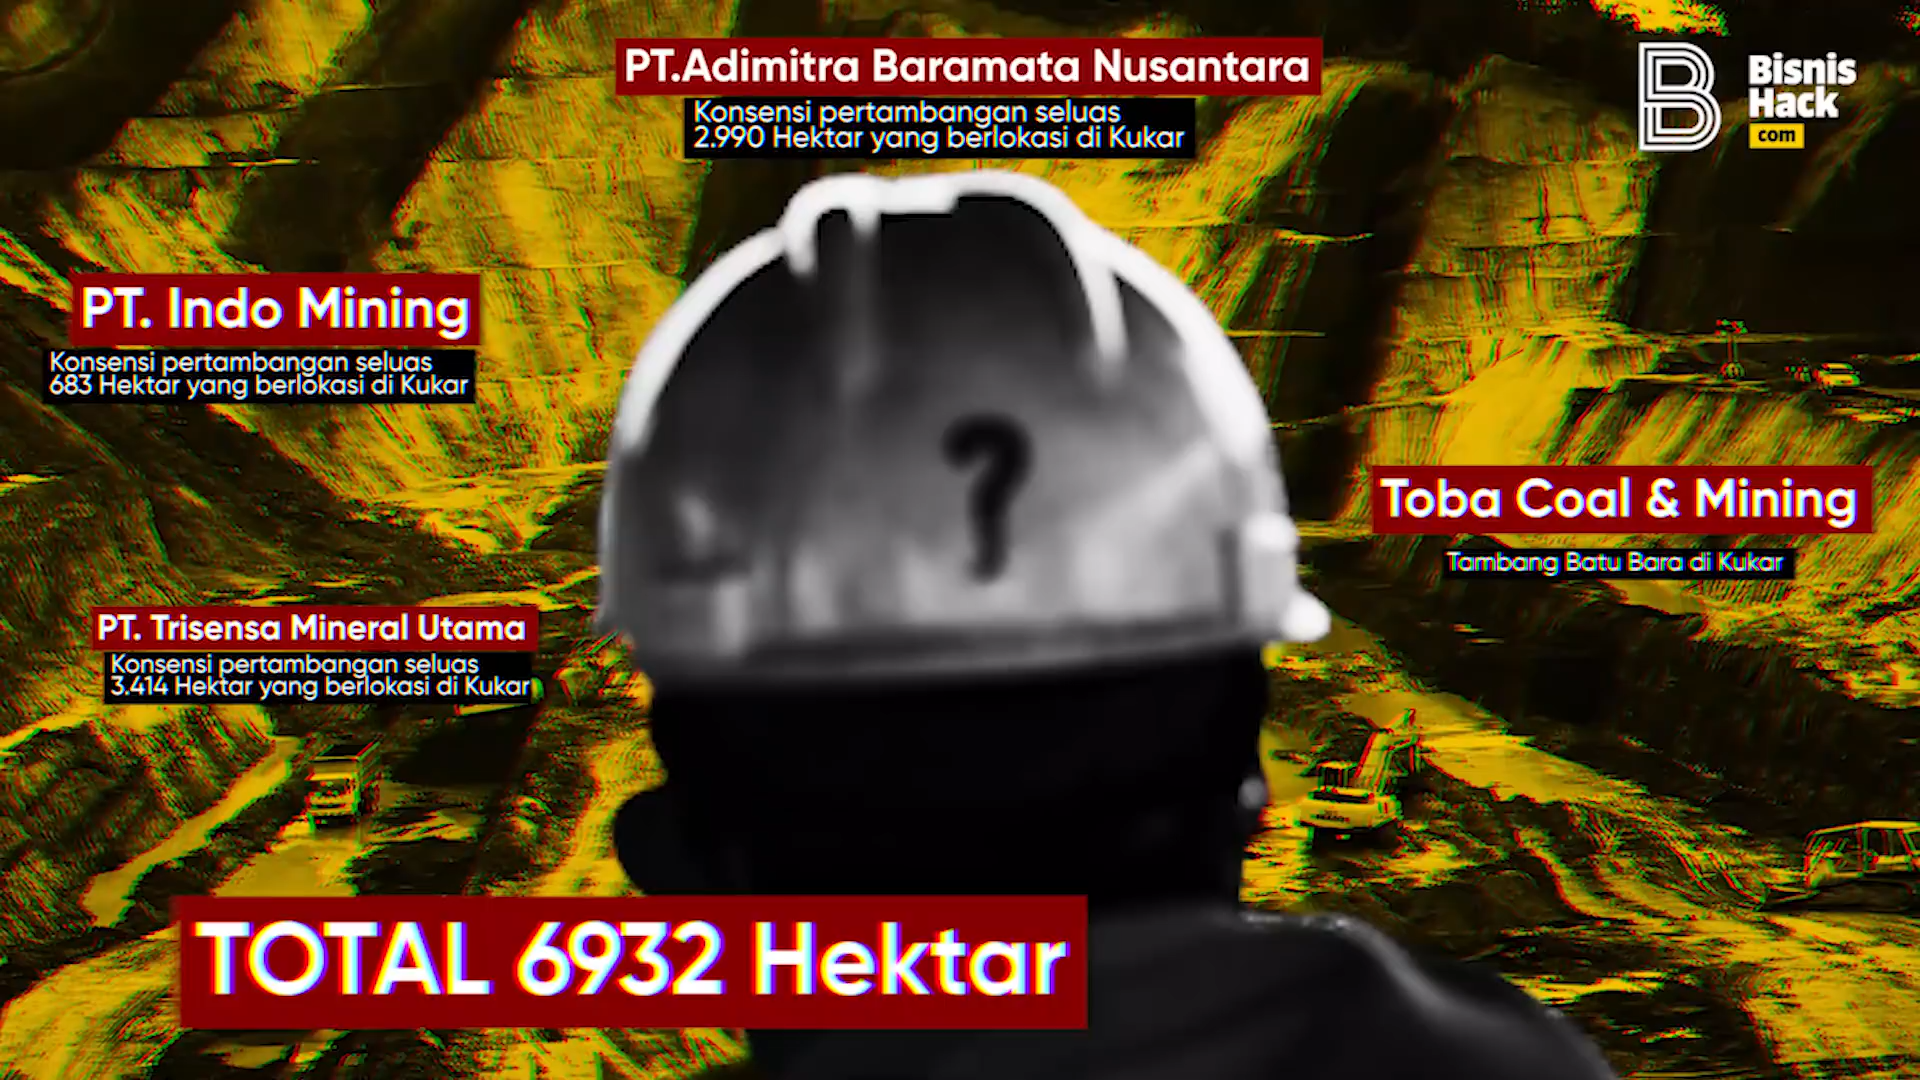 PT.Adimitra Baramata Nusantara
Konsensi pertambangan seluas
2.990 Hektar yang berlokasi di Kukar
Bisnis
Hack
com
PT. Indo Mining
Konsensi pertambangan seluas
683 Hektar yang berlokasi di Kukar
?
Toba Coal & Mining
Tambang Batu Bara di Kukar
PT. Trisensa Mineral Utama
Konsensi pertambangan seluas
3.414 Hektar yang berlokasi di Kukar
TOTAL 6932 Hektar